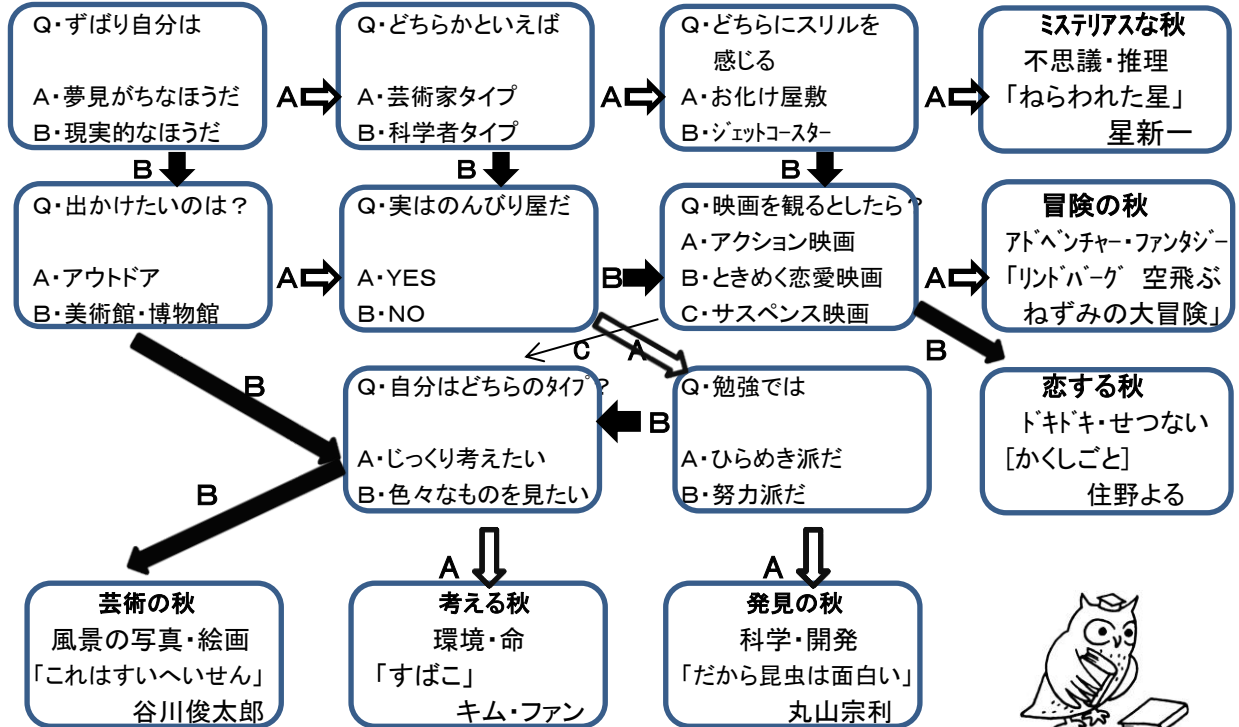 Q・ずばり自分は
A・夢見がちなほうだ
B・現実的なほうだ
A
Q・どちらかといえば
A・芸術家タイプ
B・科学者タイプ
A
Q・どちらにスリルを
感じる
A・お化け屋敷
B・ジェットコースター
A
ミステリアスな秋
不思議・推理
「ねらわれた星」
星新一
B
B
B
Q・出かけたいのは？
A・アウトドア
B・美術館・博物館
A
Q・実はのんびり屋だ
A・YES
B・NO
B
Q・映画を観るとしたら？
A・アクション映画
B・ときめく恋愛映画
C・サスペンス映画
A
冒険の秋
アドベンチャー・ファンタジー
「リンドバーグ 空飛ぶ
ねずみの大冒険」
B
C
A
B
Q・自分はどちらのタイプ？
A・じっくり考えたい
B・色々なものを見たい
B
Q・勉強では
A・ひらめき派だ
B・努力派だ
恋する秋
ドキドキ・せつない
[かくしごと]
住野よる
B
A
A
芸術の秋
風景の写真・絵画
「これはすいへいせん」
谷川俊太郎
考える秋
環境・命
「すばこ」
キム・ファン
発見の秋
科学・開発
「だから昆虫は面白い」
丸山宗利